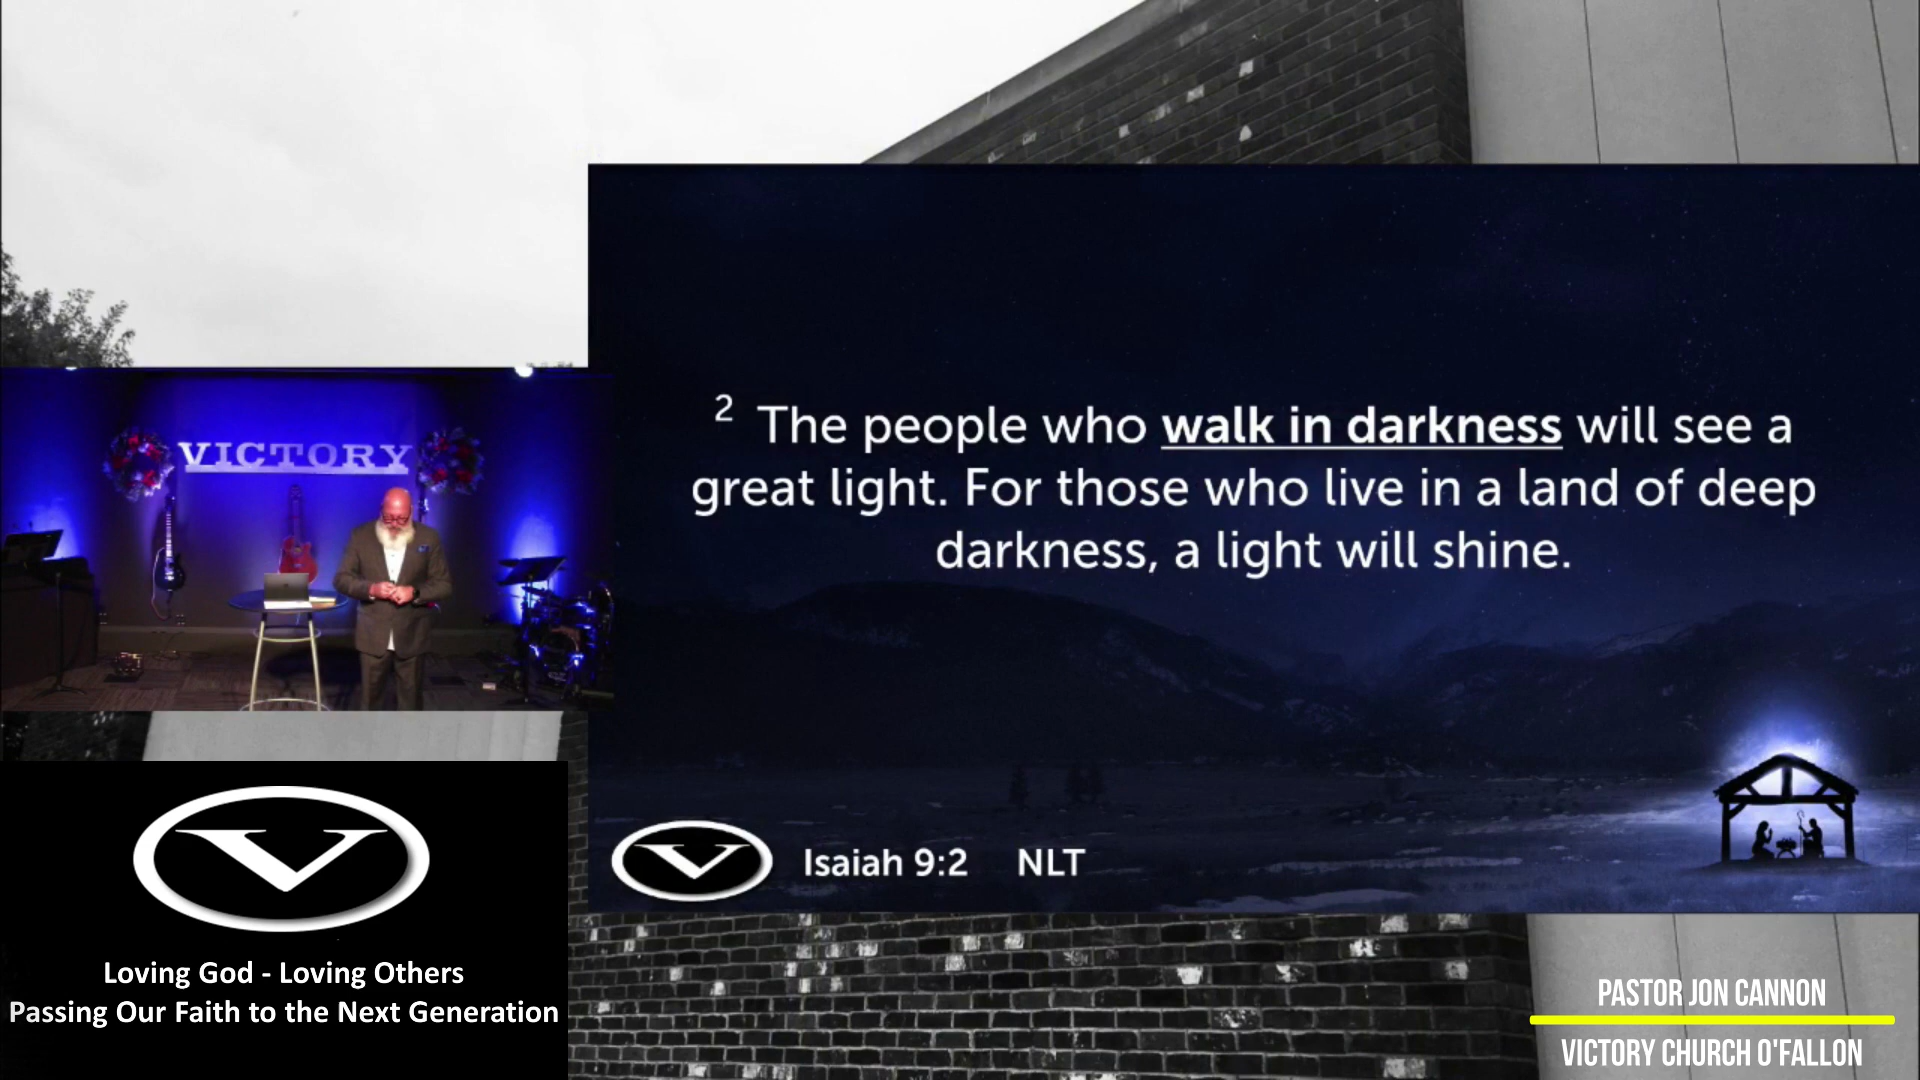 VICTORY
2 The people who walk in darkness will see a
great light. For those who live in a land of deep
darkness, a light will shine.
V Isaiah 9:2 NLT
V
Loving God - Loving Others
Passing Our Faith to the Next Generation
PASTOR JON CANNON
VICTORY CHURCH O'FALLON